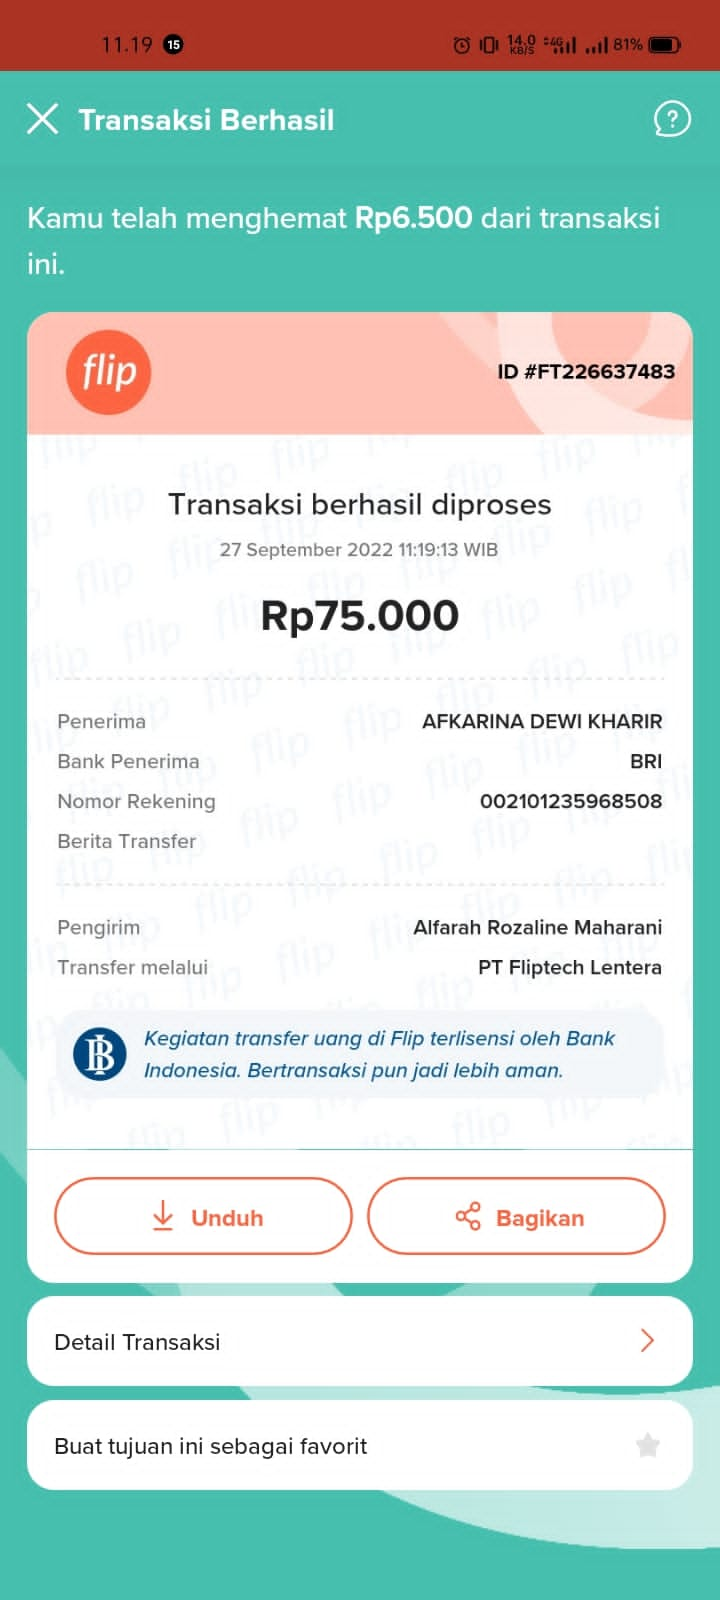 11.19 15 14.0 KB/S 4G 81%
Transaksi Berhasil ?
Kamu telah menghemat Rp6.500 dari transaksi
ini.
flip ID #FT226637483
Transaksi berhasil diproses
27 September 2022 11:19:13 WIB
Rp75.000
Penerima AFKARINA DEWI KHARIR
Bank Penerima BRI
Nomor Rekening 002101235968508
Berita Transfer
Pengirim Alfarah Rozaline Maharani
Transfer melalui PT Fliptech Lentera
Kegiatan transfer uang di Flip terlisensi oleh Bank
Indonesia. Bertransaksi pun jadi lebih aman.
Unduh Bagikan
Detail Transaksi
Buat tujuan ini sebagai favorit